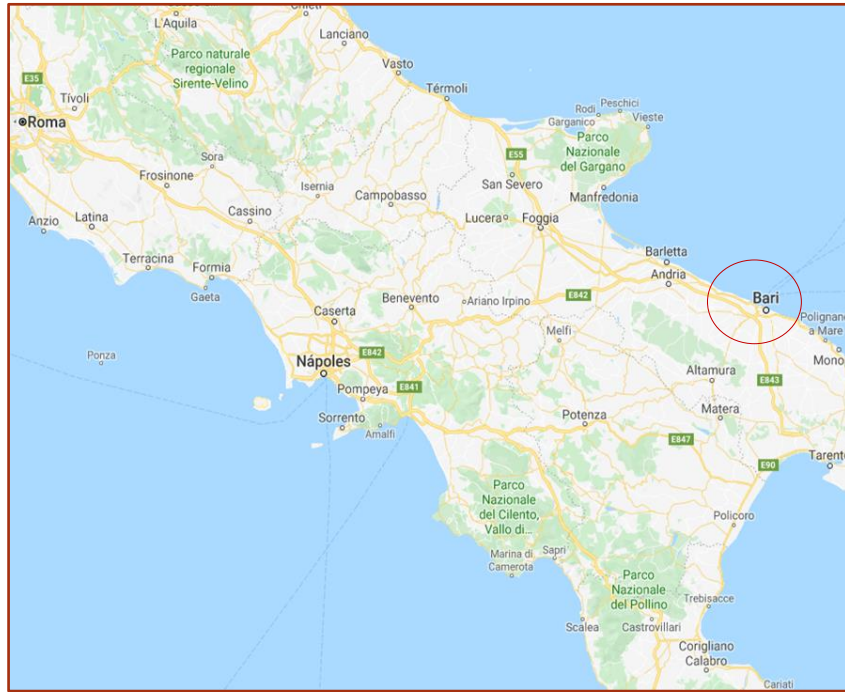 L'Aquila
Chieti
Lanciano
Parco naturale
regionale
Sirente-Velino
Vasto
Térmoli
E35
Tívoli
Roma
Rodi
Garganico
Peschici
Vieste
Parco
Nazionale
del Gargano
E55
San Severo
Manfredonia
Sora
Frosinone
Isernia
Campobasso
Lucera
Foggia
Anzio
Latina
Cassino
Terracina
Formia
Gaeta
Barletta
Andria
Bari
Caserta
Benevento
Ariano Irpino
E842
Polignano
a Mare
Melfi
Mono
Ponza
Nápoles
E842
E841
Pompeya
Altamura
E843
Matera
Sorrento
Amalfi
Potenza
E847
Tarento
E90
Parco
Nazionale
del Cilento,
Vallo di...
Policoro
Marina di
Camerota
Sapri
Parco
Nazionale
del Pollino
Trebisacce
Scalea
Castrovillari
Corigliano
Calabro
Cariati